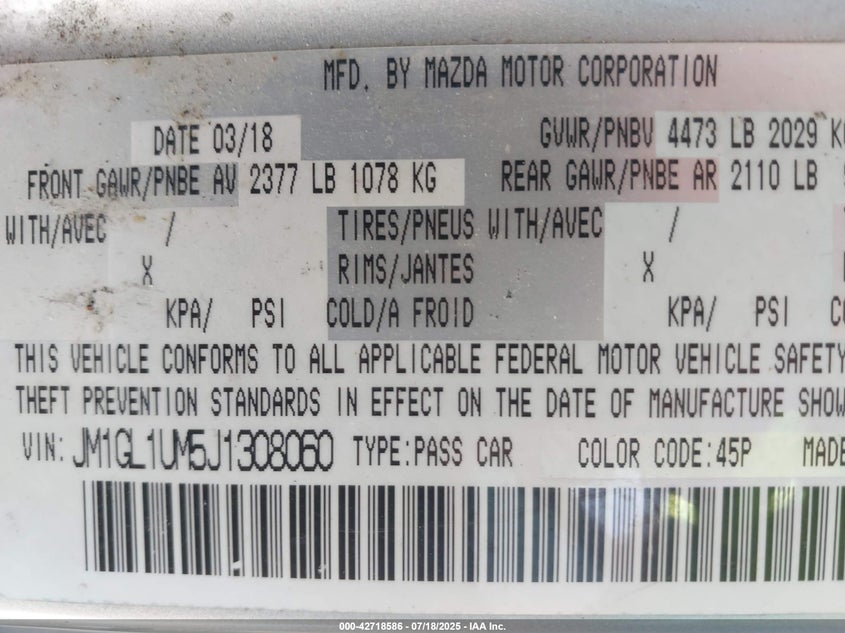 MFD. BY MAZDA MOTOR CORPORATION
DATE 03/18 GVWR/PNBV 4473 LB 2029 KG
FRONT GAWR/PNBE AV 2377 LB 1078 KG REAR GAWR/PNBE AR 2110 LB
WITH/AVEC / TIRES/PNEUS WITH/AVEC /
X RIMS/JANTES X
KPA/ PSI COLD/A FROID KPA/ PSI
THIS VEHICLE CONFORMS TO ALL APPLICABLE FEDERAL MOTOR VEHICLE SAFETY
THEFT PREVENTION STANDARDS IN EFFECT ON THE DATE OF MANUFACTURE SHOW
VIN: JM1GL1UM5J1308060 TYPE:PASS CAR COLOR CODE:45P MADE
000-42718586 - 07/18/2025 - IAA Inc.